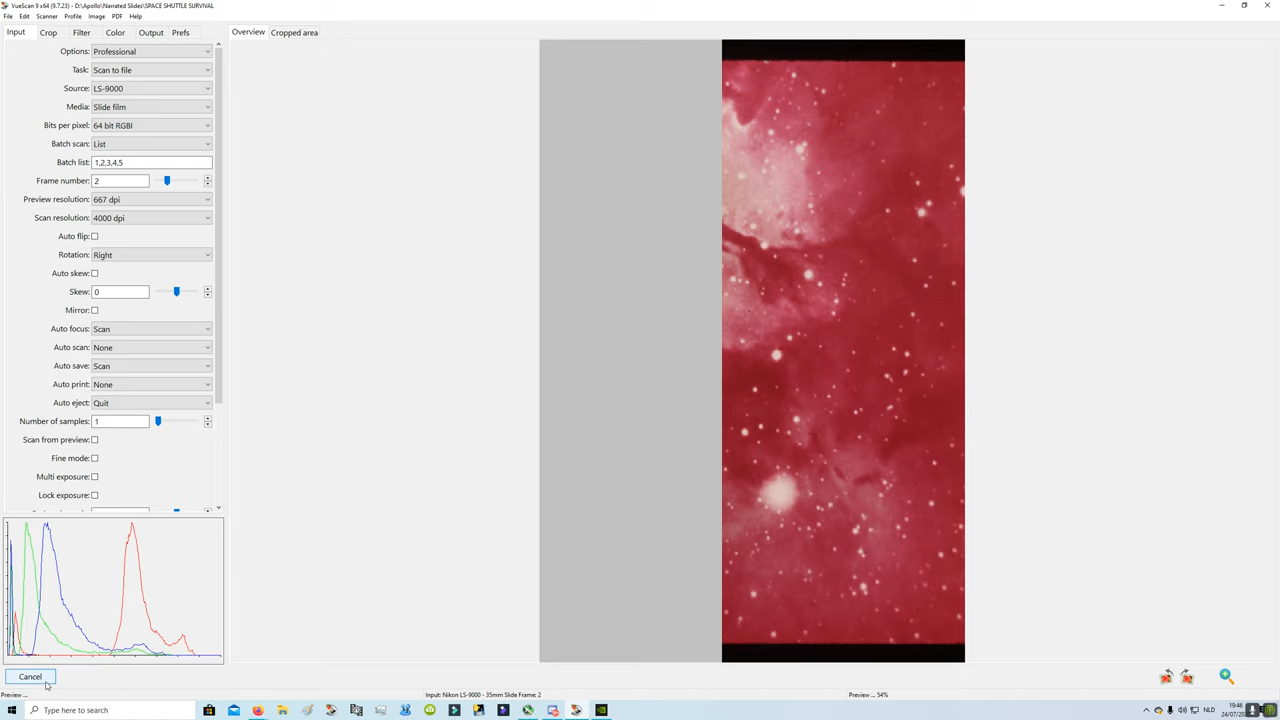 VueScan 9 x64 (9.7.23) - D:\Apollo\Narrated Slides\SPACE SHUTTLE SURVIVAL
File Edit Scanner Profile Image PDF Help
Input Crop Filter Color Output Prefs
Overview Cropped area
Options: Professional
Task: Scan to file
Source: LS-9000
Media: Slide film
Bits per pixel: 64 bit RGBI
Batch scan: List
Batch list: 1,2,3,4,5
Frame number: 2
Preview resolution: 667 dpi
Scan resolution: 4000 dpi
Auto flip:
Rotation: Right
Auto skew:
Skew: 0
Mirror:
Auto focus: Scan
Auto scan: None
Auto save: Scan
Auto print: None
Auto eject: Quit
Number of samples: 1
Scan from preview:
Fine mode:
Multi exposure:
Lock exposure:
Cancel
Preview ... Input: Nikon LS-9000 - 35mm Slide Frame: 2 Preview ... 54%
Type here to search
NLD
19:46